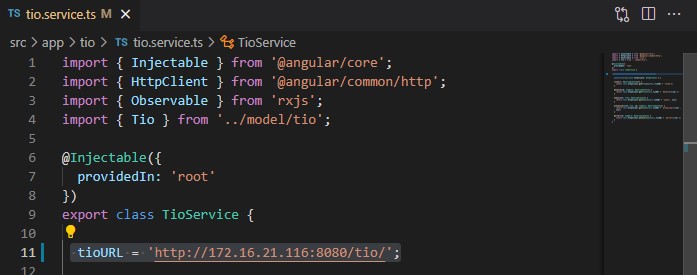 TS tio.service.ts M ×
src > app > tio > TS tio.service.ts > TioService
1 import { Injectable } from '@angular/core';
2 import { HttpClient } from '@angular/common/http';
3 import { Observable } from 'rxjs';
4 import { Tio } from '../model/tio';
5
6 @Injectable({
7 providedIn: 'root'
8 })
9 export class TioService {
10
11 tioURL = 'http://172.16.21.116:8080/tio/';